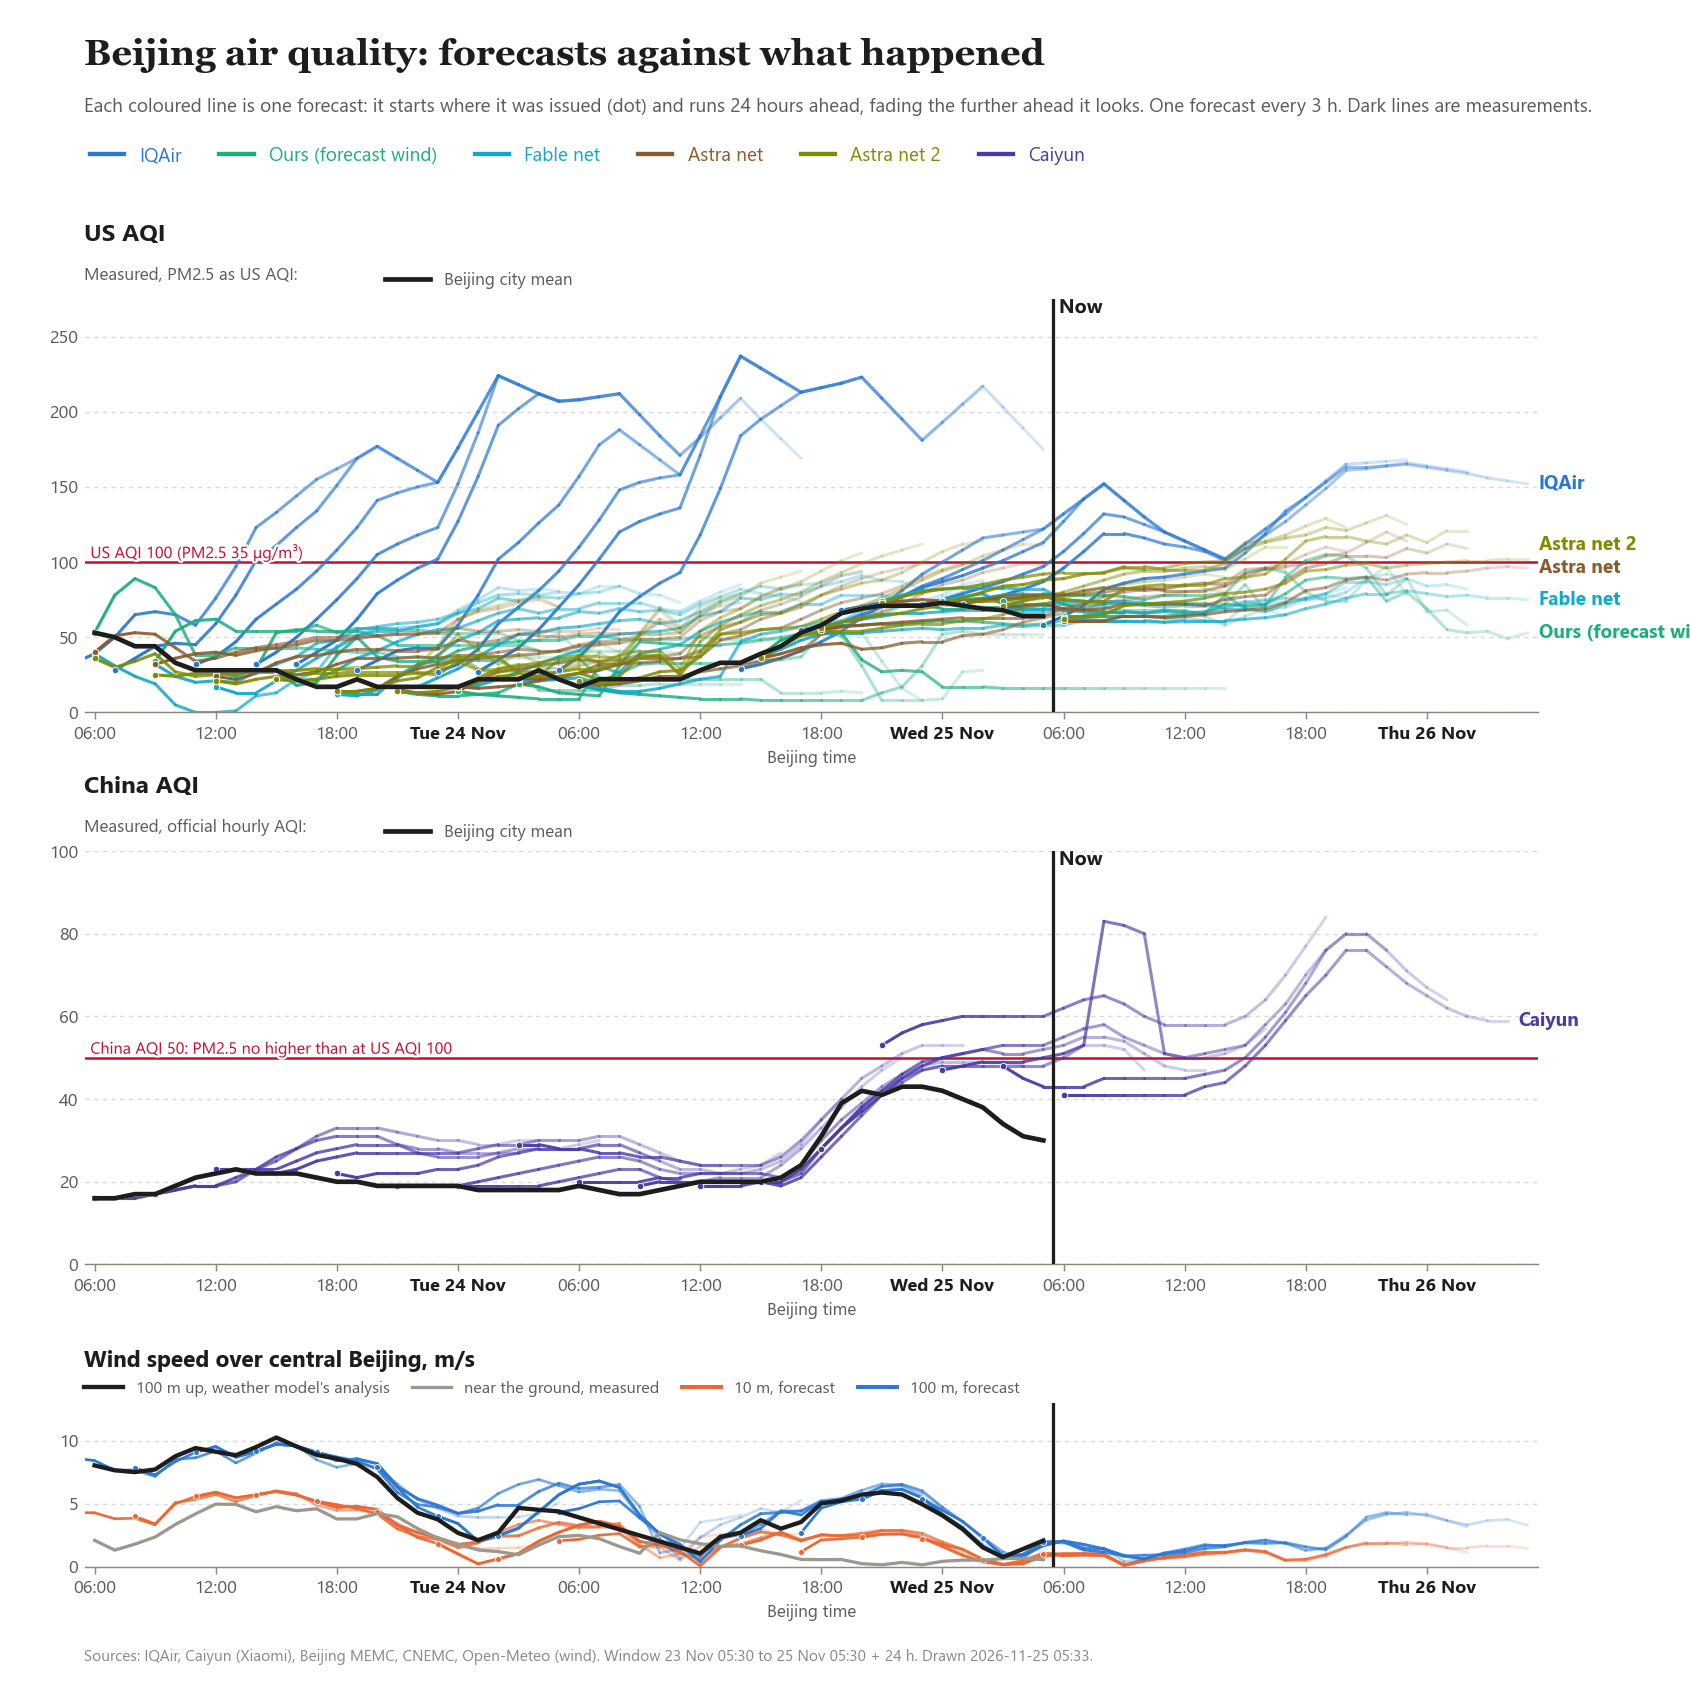 Beijing air quality: forecasts against what happened
Each coloured line is one forecast: it starts where it was issued (dot) and runs 24 hours ahead, fading the further ahead it looks. One forecast every 3 h. Dark lines are measurements.
IQAir Ours (forecast wind) Fable net Astra net Astra net 2 Caiyun
US AQI
Measured, PM2.5 as US AQI: Beijing city mean
Now
250
200
150
100
50
0
US AQI 100 (PM2.5 35 µg/m³)
IQAir
Astra net 2
Astra net
Fable net
Ours (forecast wi
06:00 12:00 18:00 Tue 24 Nov 06:00 12:00 18:00 Wed 25 Nov 06:00 12:00 18:00 Thu 26 Nov
Beijing time
China AQI
Measured, official hourly AQI: Beijing city mean
Now
100
80
60
40
20
0
China AQI 50: PM2.5 no higher than at US AQI 100
Caiyun
06:00 12:00 18:00 Tue 24 Nov 06:00 12:00 18:00 Wed 25 Nov 06:00 12:00 18:00 Thu 26 Nov
Beijing time
Wind speed over central Beijing, m/s
100 m up, weather model's analysis near the ground, measured 10 m, forecast 100 m, forecast
10
5
0
06:00 12:00 18:00 Tue 24 Nov 06:00 12:00 18:00 Wed 25 Nov 06:00 12:00 18:00 Thu 26 Nov
Beijing time
Sources: IQAir, Caiyun (Xiaomi), Beijing MEMC, CNEMC, Open-Meteo (wind). Window 23 Nov 05:30 to 25 Nov 05:30 + 24 h. Drawn 2026-11-25 05:33.